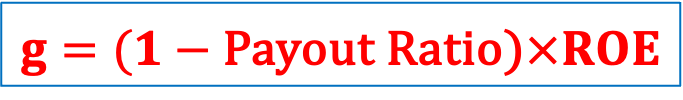 g = (1 − Payout Ratio)×ROE